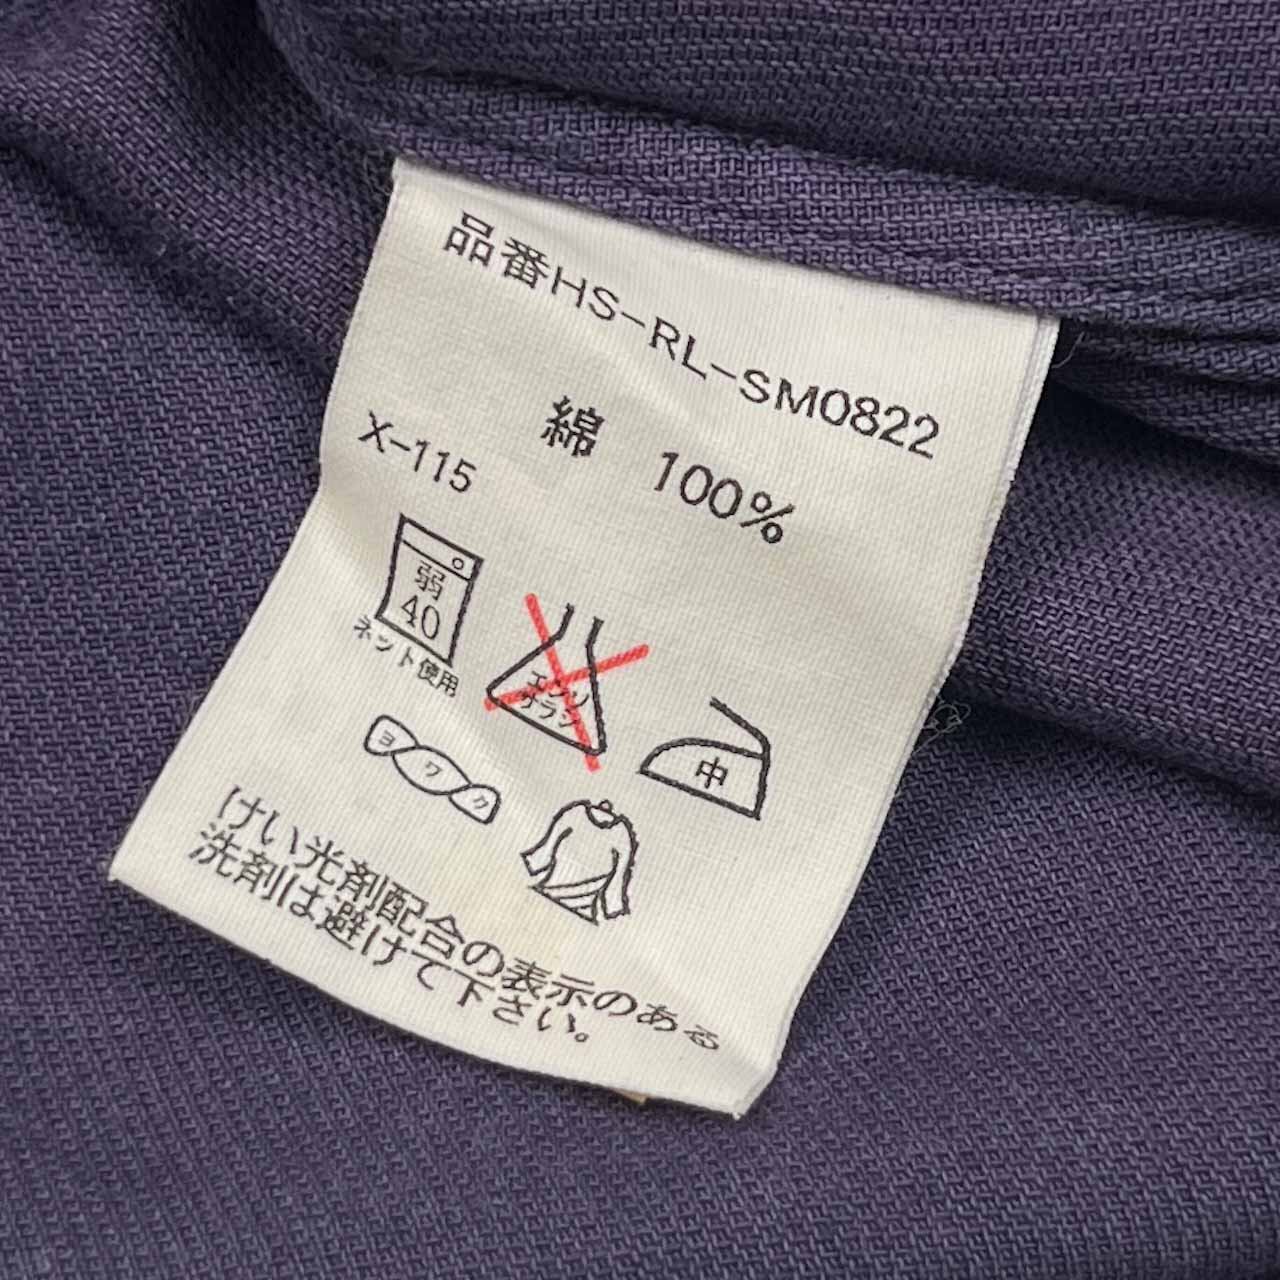 品番HS-RL-SM0822
綿 100%
X-115
弱
40
ネット使用
エンソ
サラシ
中
ヨワク
けい光剤配合の表示のある
洗剤は避けて下さい。